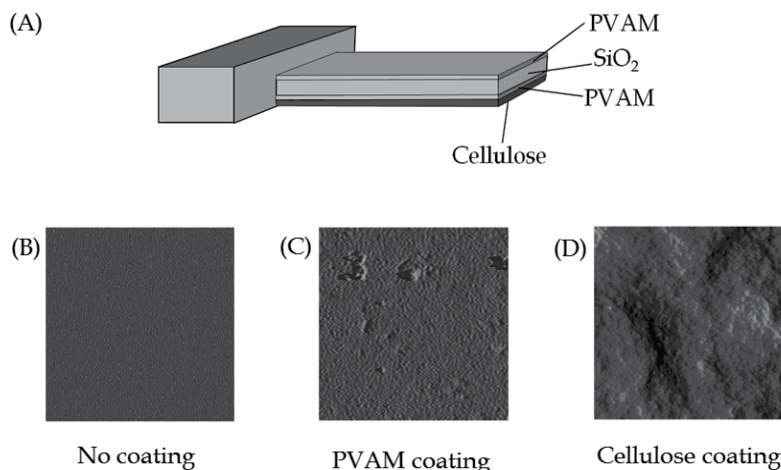 (A)
PVAM
SiO₂
PVAM
Cellulose
(B)
(C)
(D)
No coating
PVAM coating
Cellulose coating